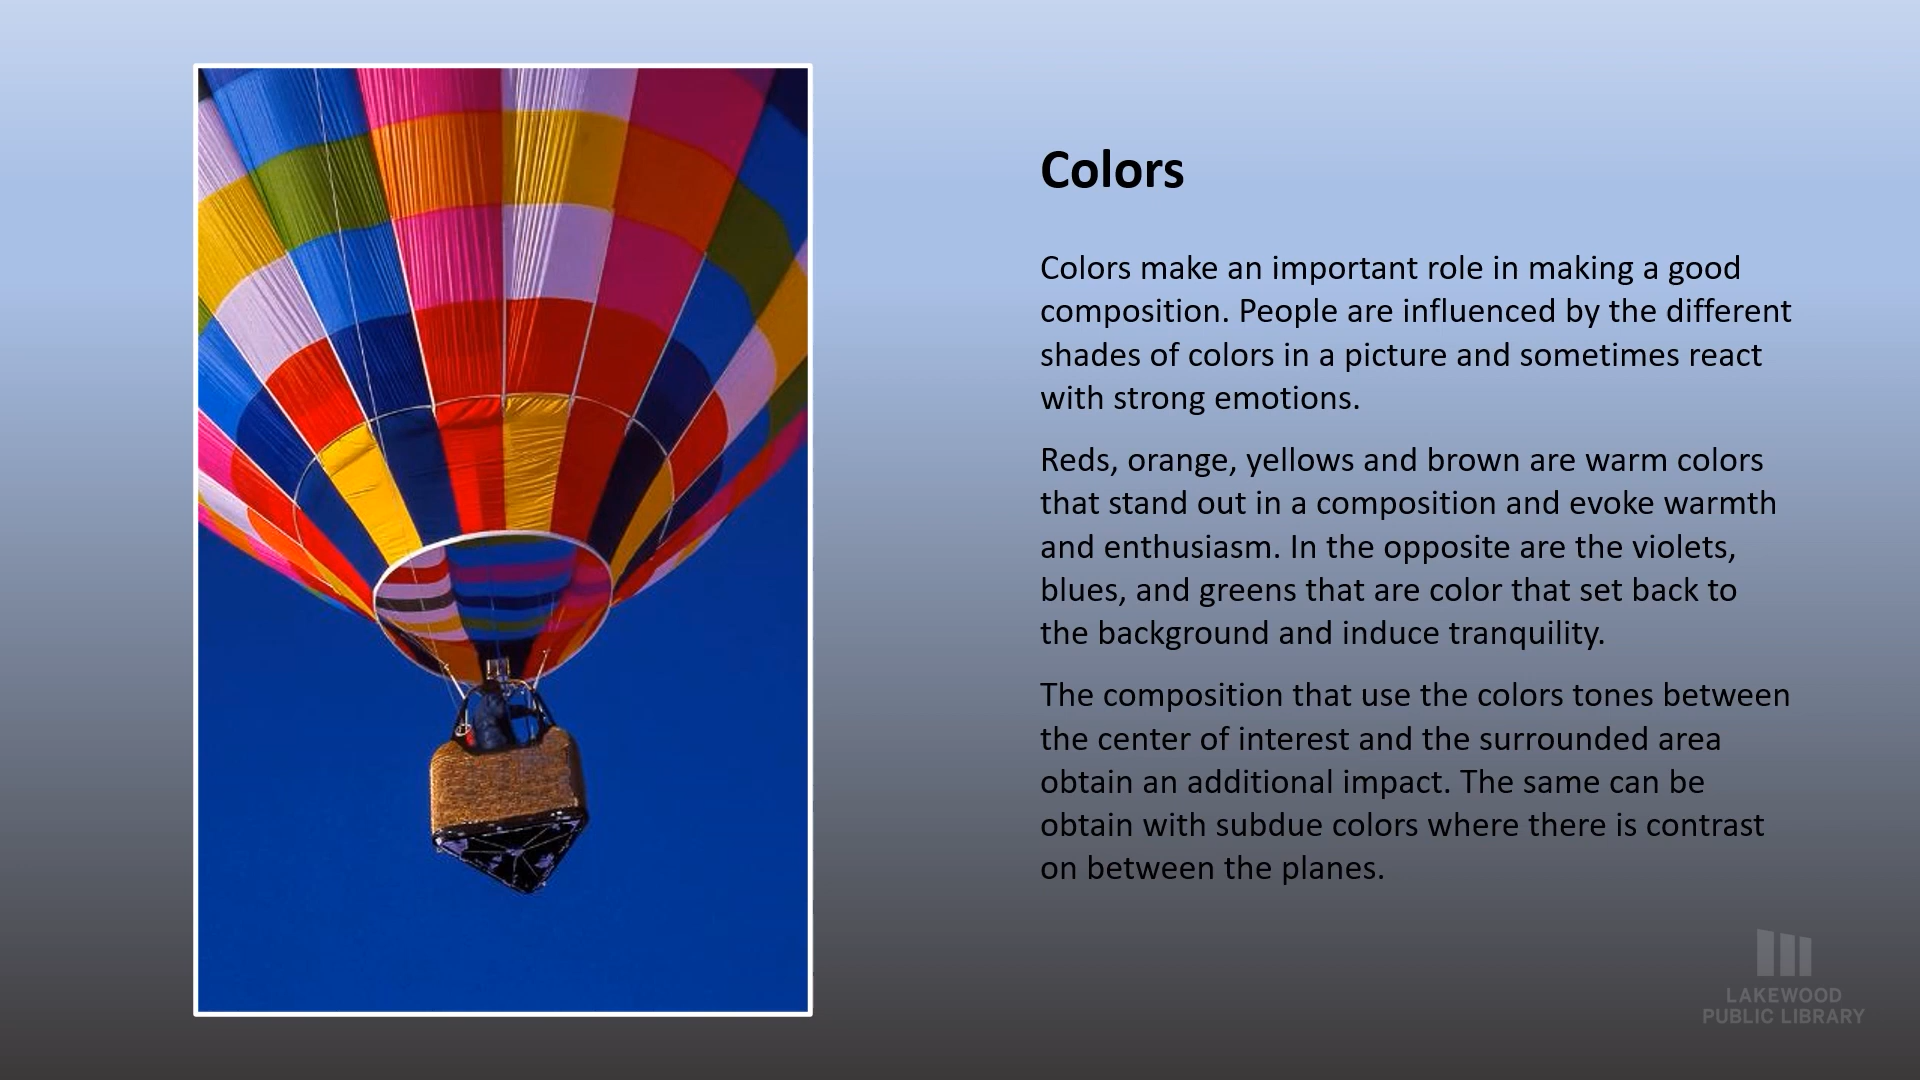 Colors
Colors make an important role in making a good
composition. People are influenced by the different
shades of colors in a picture and sometimes react
with strong emotions.
Reds, orange, yellows and brown are warm colors
that stand out in a composition and evoke warmth
and enthusiasm. In the opposite are the violets,
blues, and greens that are color that set back to
the background and induce tranquility.
The composition that use the colors tones between
the center of interest and the surrounded area
obtain an additional impact. The same can be
obtain with subdue colors where there is contrast
on between the planes.
LAKEWOOD
PUBLIC LIBRARY